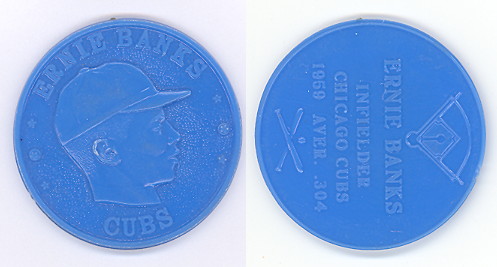 ERNIE BANKS
CUBS
ERNIE BANKS
INFIELDER
CHICAGO CUBS
1959 AVER. .304